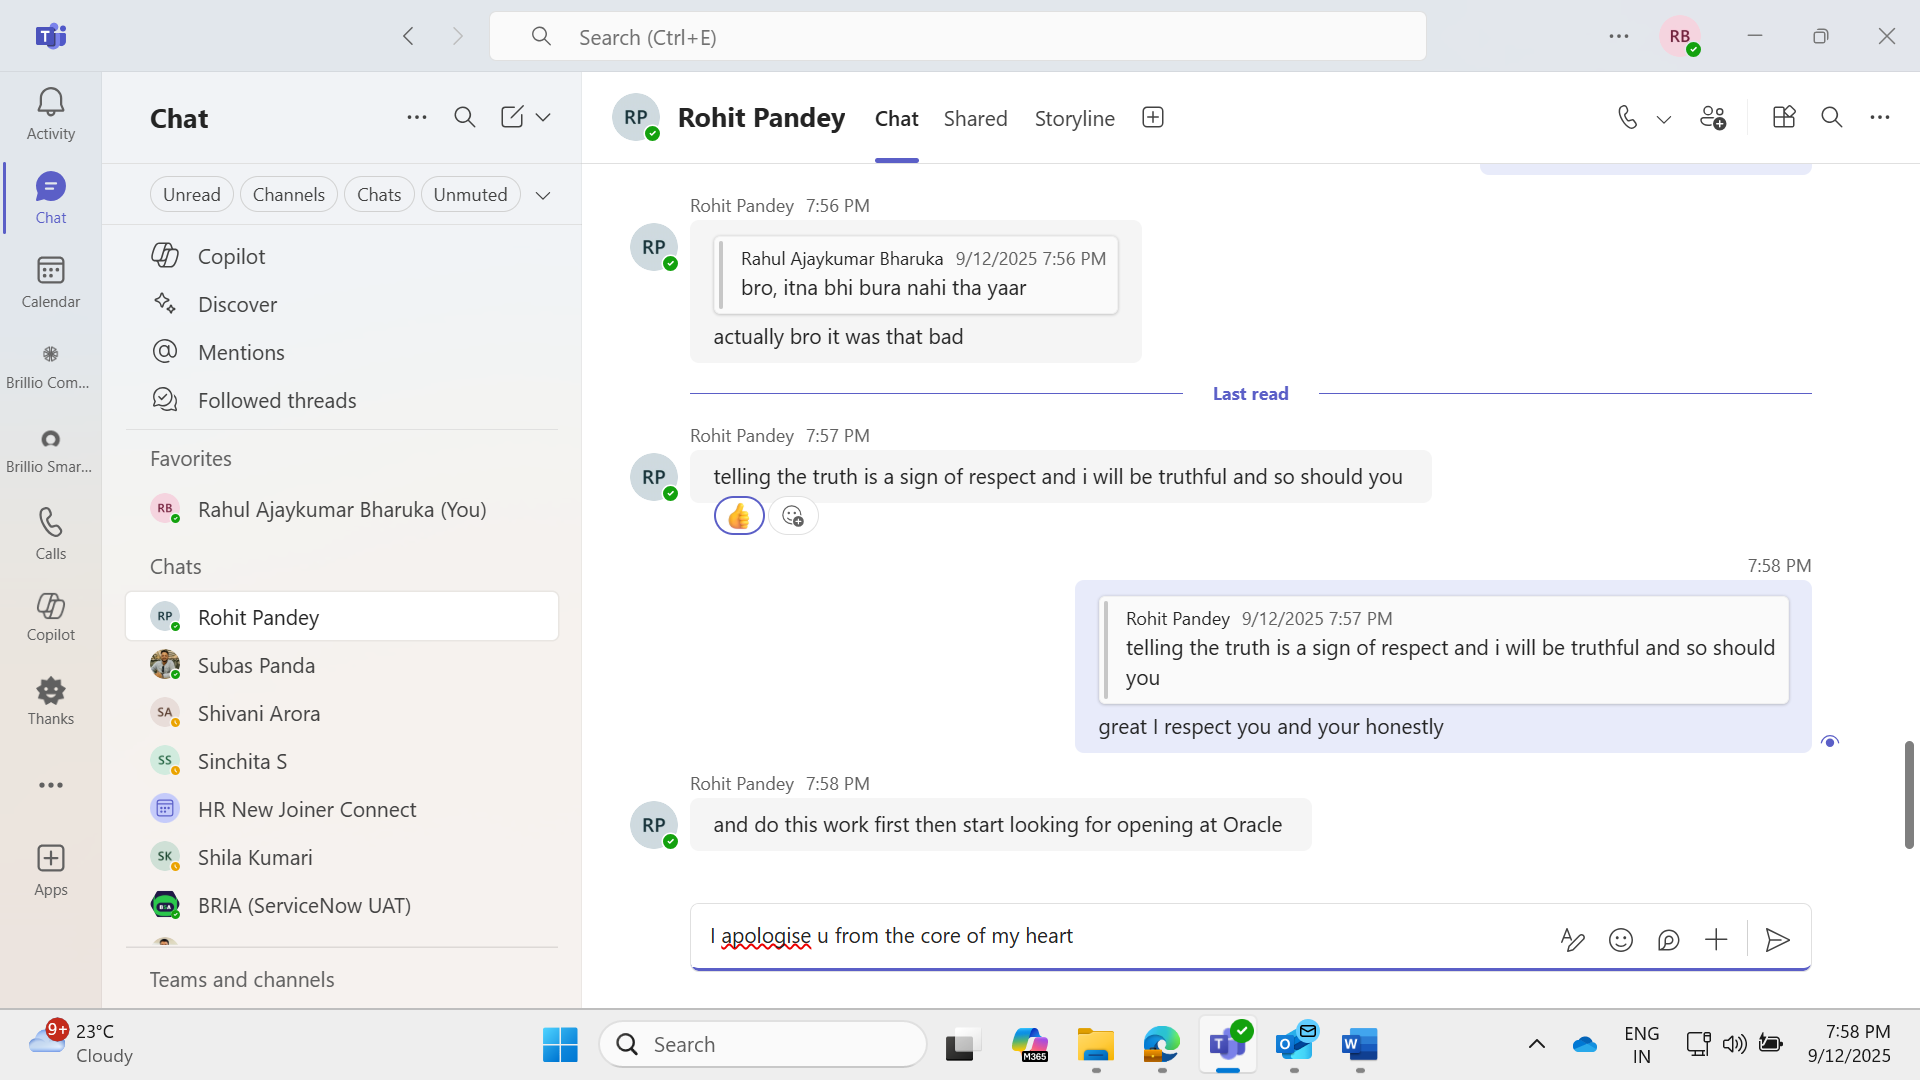 Search (Ctrl+E)
RB
Activity
Chat
Calendar
Brillio Com...
Brillio Smar...
Calls
Copilot
Thanks
Apps
Chat
Unread
Channels
Chats
Unmuted
Copilot
Discover
Mentions
Followed threads
Favorites
RB Rahul Ajaykumar Bharuka (You)
Chats
RP Rohit Pandey
Subas Panda
SA Shivani Arora
SS Sinchita S
HR New Joiner Connect
SK Shila Kumari
BRIA (ServiceNow UAT)
Teams and channels
RP Rohit Pandey Chat Shared Storyline
Rohit Pandey 7:56 PM
RP
Rahul Ajaykumar Bharuka 9/12/2025 7:56 PM
bro, itna bhi bura nahi tha yaar
actually bro it was that bad
Last read
Rohit Pandey 7:57 PM
RP
telling the truth is a sign of respect and i will be truthful and so should you
7:58 PM
Rohit Pandey 9/12/2025 7:57 PM
telling the truth is a sign of respect and i will be truthful and so should
you
great I respect you and your honestly
Rohit Pandey 7:58 PM
RP
and do this work first then start looking for opening at Oracle
I apologise u from the core of my heart
9+
23°C
Cloudy
Search
M365
ENG
IN
7:58 PM
9/12/2025